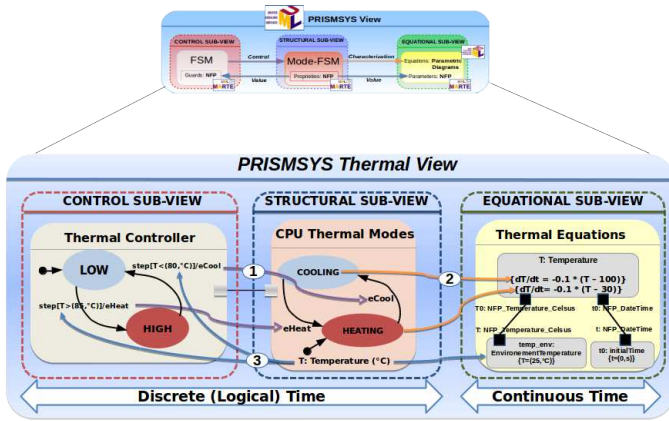 PRISMSYS View
CONTROL SUB-VIEW
STRUCTURAL SUB-VIEW
EQUATIONAL SUB-VIEW
FSM
Control
Mode-FSM
Characterization
Equations: Parametric
Diagrams
Guards: NFP
Value
Proprieties: NFP
Value
Parameters: NFP
MARTE
MARTE
MARTE
PRISMSYS Thermal View
CONTROL SUB-VIEW
STRUCTURAL SUB-VIEW
EQUATIONAL SUB-VIEW
Thermal Controller
CPU Thermal Modes
Thermal Equations
LOW
step[T<(80,°C)]/eCool
1
COOLING
2
T: Temperature
{dT/dt = -0.1 * (T – 100)}
{dT/dt = -0.1 * (T – 30)}
step[T>(85,°C)]/eHeat
eCool
HIGH
eHeat
HEATING
T0: NFP_Temperature_Celsus
t0: NFP_DateTime
T: NFP_Temperature_Celsus
t: NFP_DateTime
3
T: Temperature (°C)
temp_env:
EnvironementTemperature
{T=(25,°C)}
t0: initialTime
{t=(0,s)}
Discrete (Logical) Time
Continuous Time